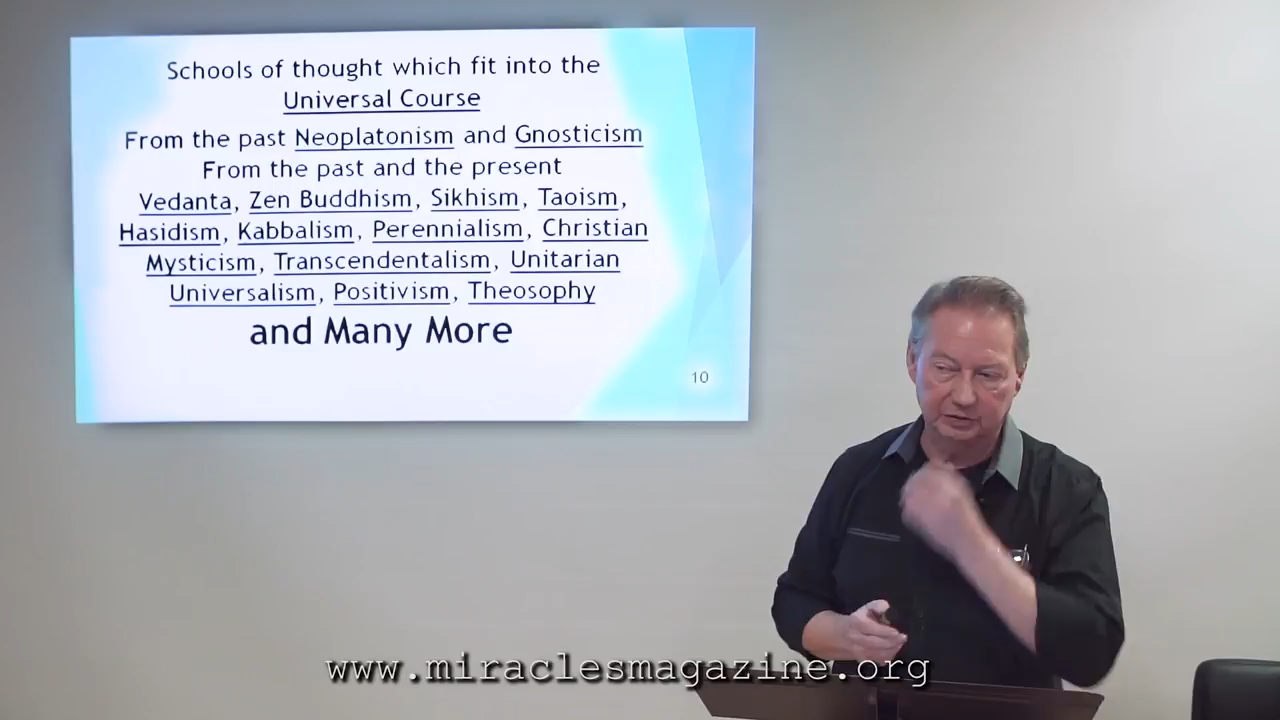 Schools of thought which fit into the
Universal Course
From the past Neoplatonism and Gnosticism
From the past and the present
Vedanta, Zen Buddhism, Sikhism, Taoism,
Hasidism, Kabbalism, Perennialism, Christian
Mysticism, Transcendentalism, Unitarian
Universalism, Positivism, Theosophy
and Many More
10
www.miraclesmagazine.org